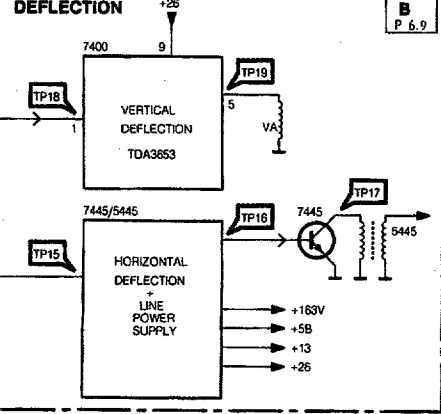 DEFLECTION
+26
B
P 6.9
7400
9
TP18
TP19
1
5
VERTICAL
DEFLECTION
TDA3653
VA
7445/5445
TP16
7445
TP17
TP15
5445
HORIZONTAL
DEFLECTION
+
LINE
POWER
SUPPLY
+163V
+5B
+13
+26